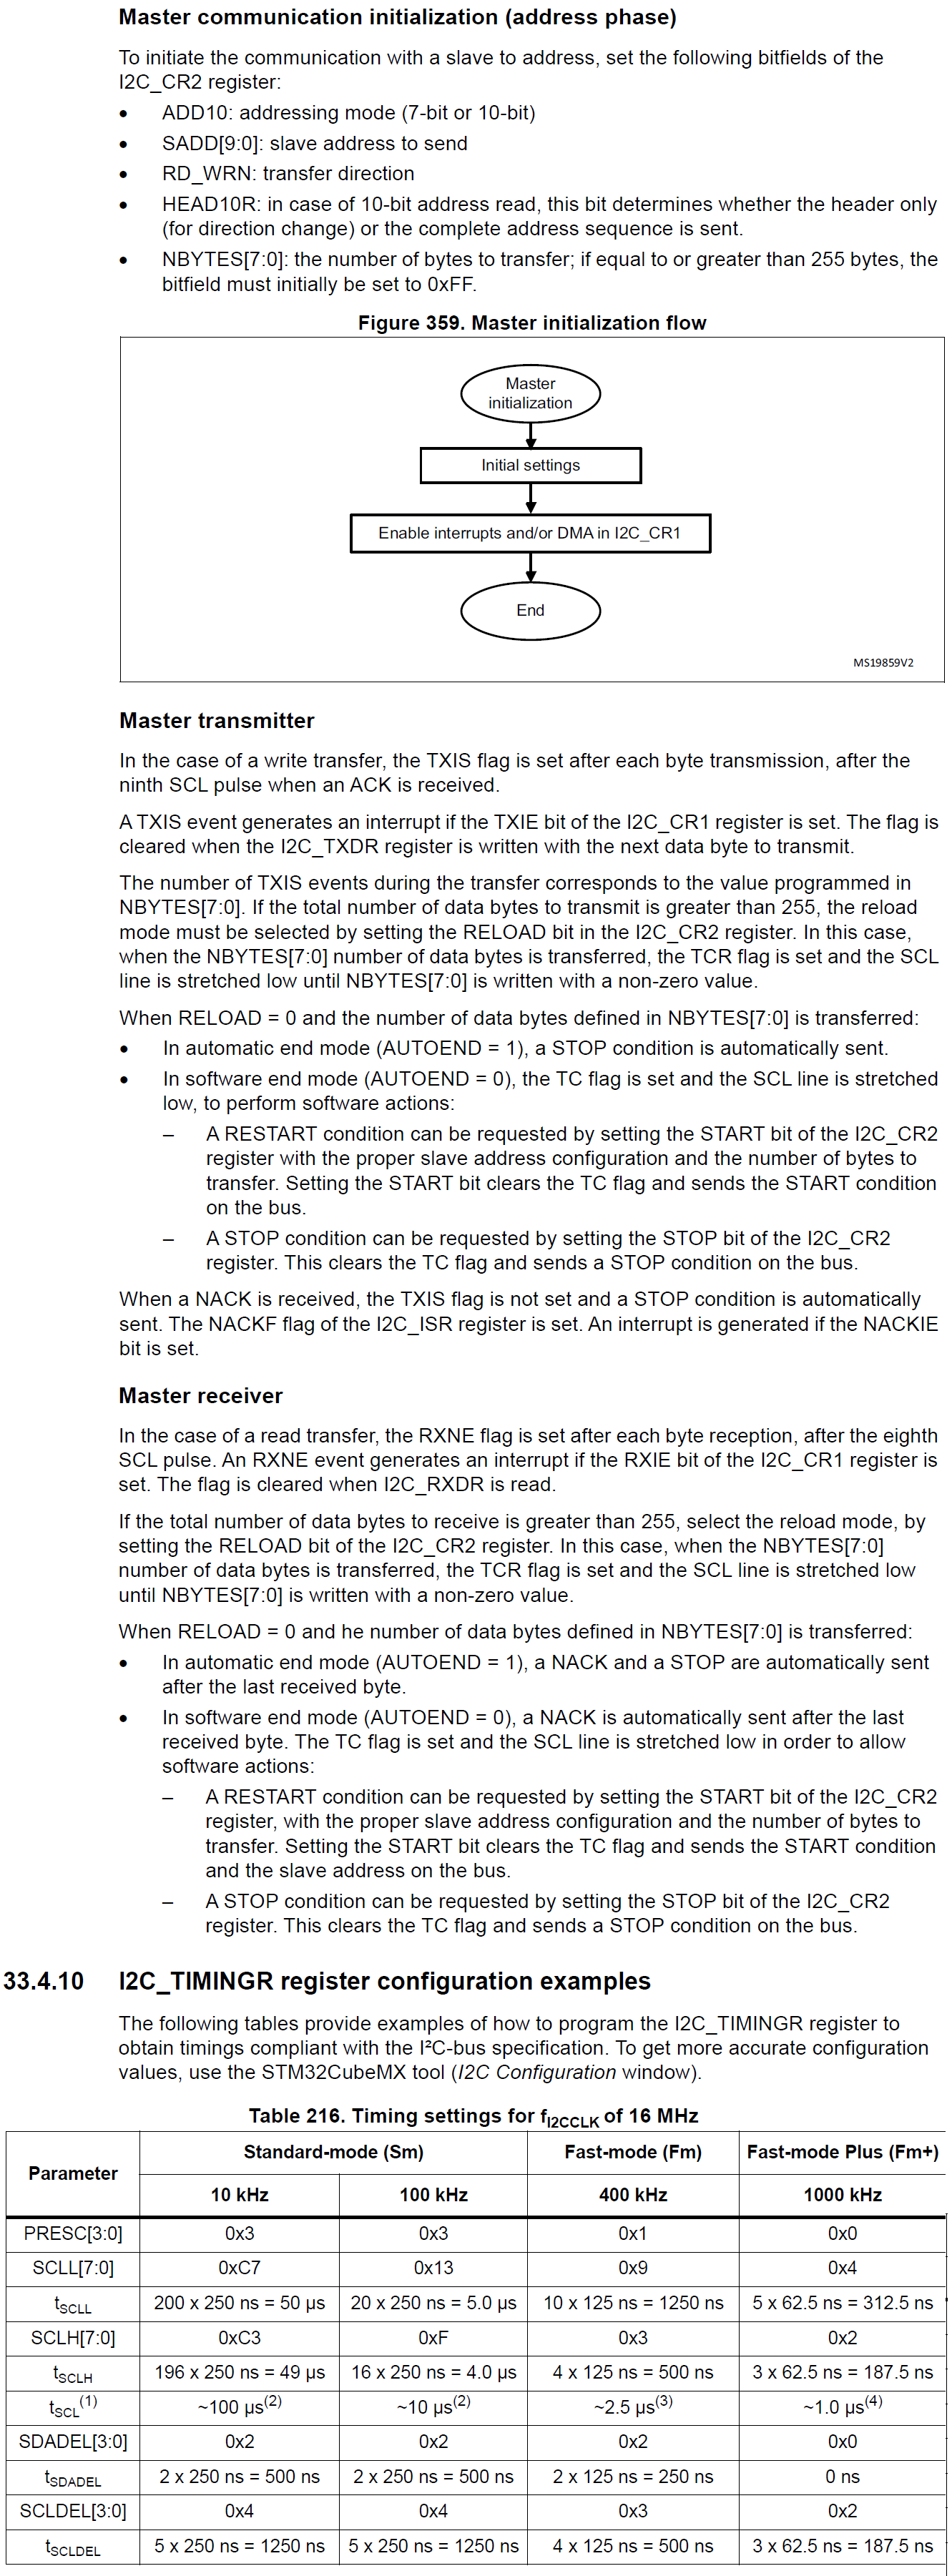 Master communication initialization (address phase)
To initiate the communication with a slave to address, set the following bitfields of the
I2C_CR2 register:
• ADD10: addressing mode (7-bit or 10-bit)
• SADD[9:0]: slave address to send
• RD_WRN: transfer direction
• HEAD10R: in case of 10-bit address read, this bit determines whether the header only
(for direction change) or the complete address sequence is sent.
• NBYTES[7:0]: the number of bytes to transfer; if equal to or greater than 255 bytes, the
bitfield must initially be set to 0xFF.
Figure 359. Master initialization flow
Master
initialization
Initial settings
Enable interrupts and/or DMA in I2C_CR1
End
MS19859V2
Master transmitter
In the case of a write transfer, the TXIS flag is set after each byte transmission, after the
ninth SCL pulse when an ACK is received.
A TXIS event generates an interrupt if the TXIE bit of the I2C_CR1 register is set. The flag is
cleared when the I2C_TXDR register is written with the next data byte to transmit.
The number of TXIS events during the transfer corresponds to the value programmed in
NBYTES[7:0]. If the total number of data bytes to transmit is greater than 255, the reload
mode must be selected by setting the RELOAD bit in the I2C_CR2 register. In this case,
when the NBYTES[7:0] number of data bytes is transferred, the TCR flag is set and the SCL
line is stretched low until NBYTES[7:0] is written with a non-zero value.
When RELOAD = 0 and the number of data bytes defined in NBYTES[7:0] is transferred:
• In automatic end mode (AUTOEND = 1), a STOP condition is automatically sent.
• In software end mode (AUTOEND = 0), the TC flag is set and the SCL line is stretched
low, to perform software actions:
– A RESTART condition can be requested by setting the START bit of the I2C_CR2
register with the proper slave address configuration and the number of bytes to
transfer. Setting the START bit clears the TC flag and sends the START condition
on the bus.
– A STOP condition can be requested by setting the STOP bit of the I2C_CR2
register. This clears the TC flag and sends a STOP condition on the bus.
When a NACK is received, the TXIS flag is not set and a STOP condition is automatically
sent. The NACKF flag of the I2C_ISR register is set. An interrupt is generated if the NACKIE
bit is set.
Master receiver
In the case of a read transfer, the RXNE flag is set after each byte reception, after the eighth
SCL pulse. An RXNE event generates an interrupt if the RXIE bit of the I2C_CR1 register is
set. The flag is cleared when I2C_RXDR is read.
If the total number of data bytes to receive is greater than 255, select the reload mode, by
setting the RELOAD bit of the I2C_CR2 register. In this case, when the NBYTES[7:0]
number of data bytes is transferred, the TCR flag is set and the SCL line is stretched low
until NBYTES[7:0] is written with a non-zero value.
When RELOAD = 0 and he number of data bytes defined in NBYTES[7:0] is transferred:
• In automatic end mode (AUTOEND = 1), a NACK and a STOP are automatically sent
after the last received byte.
• In software end mode (AUTOEND = 0), a NACK is automatically sent after the last
received byte. The TC flag is set and the SCL line is stretched low in order to allow
software actions:
– A RESTART condition can be requested by setting the START bit of the I2C_CR2
register, with the proper slave address configuration and the number of bytes to
transfer. Setting the START bit clears the TC flag and sends the START condition
and the slave address on the bus.
– A STOP condition can be requested by setting the STOP bit of the I2C_CR2
register. This clears the TC flag and sends a STOP condition on the bus.
33.4.10 I2C_TIMINGR register configuration examples
The following tables provide examples of how to program the I2C_TIMINGR register to
obtain timings compliant with the I²C-bus specification. To get more accurate configuration
values, use the STM32CubeMX tool (I2C Configuration window).
Table 216. Timing settings for fI2CCLK of 16 MHz
Parameter Standard-mode (Sm) Fast-mode (Fm) Fast-mode Plus (Fm+)
10 kHz 100 kHz 400 kHz 1000 kHz
PRESC[3:0] 0x3 0x3 0x1 0x0
SCLL[7:0] 0xC7 0x13 0x9 0x4
tSCLL 200 x 250 ns = 50 µs 20 x 250 ns = 5.0 µs 10 x 125 ns = 1250 ns 5 x 62.5 ns = 312.5 ns
SCLH[7:0] 0xC3 0xF 0x3 0x2
tSCLH 196 x 250 ns = 49 µs 16 x 250 ns = 4.0 µs 4 x 125 ns = 500 ns 3 x 62.5 ns = 187.5 ns
tSCL(1) ~100 µs(2) ~10 µs(2) ~2.5 µs(3) ~1.0 µs(4)
SDADEL[3:0] 0x2 0x2 0x2 0x0
tSDADEL 2 x 250 ns = 500 ns 2 x 250 ns = 500 ns 2 x 125 ns = 250 ns 0 ns
SCLDEL[3:0] 0x4 0x4 0x3 0x2
tSCLDEL 5 x 250 ns = 1250 ns 5 x 250 ns = 1250 ns 4 x 125 ns = 500 ns 3 x 62.5 ns = 187.5 ns